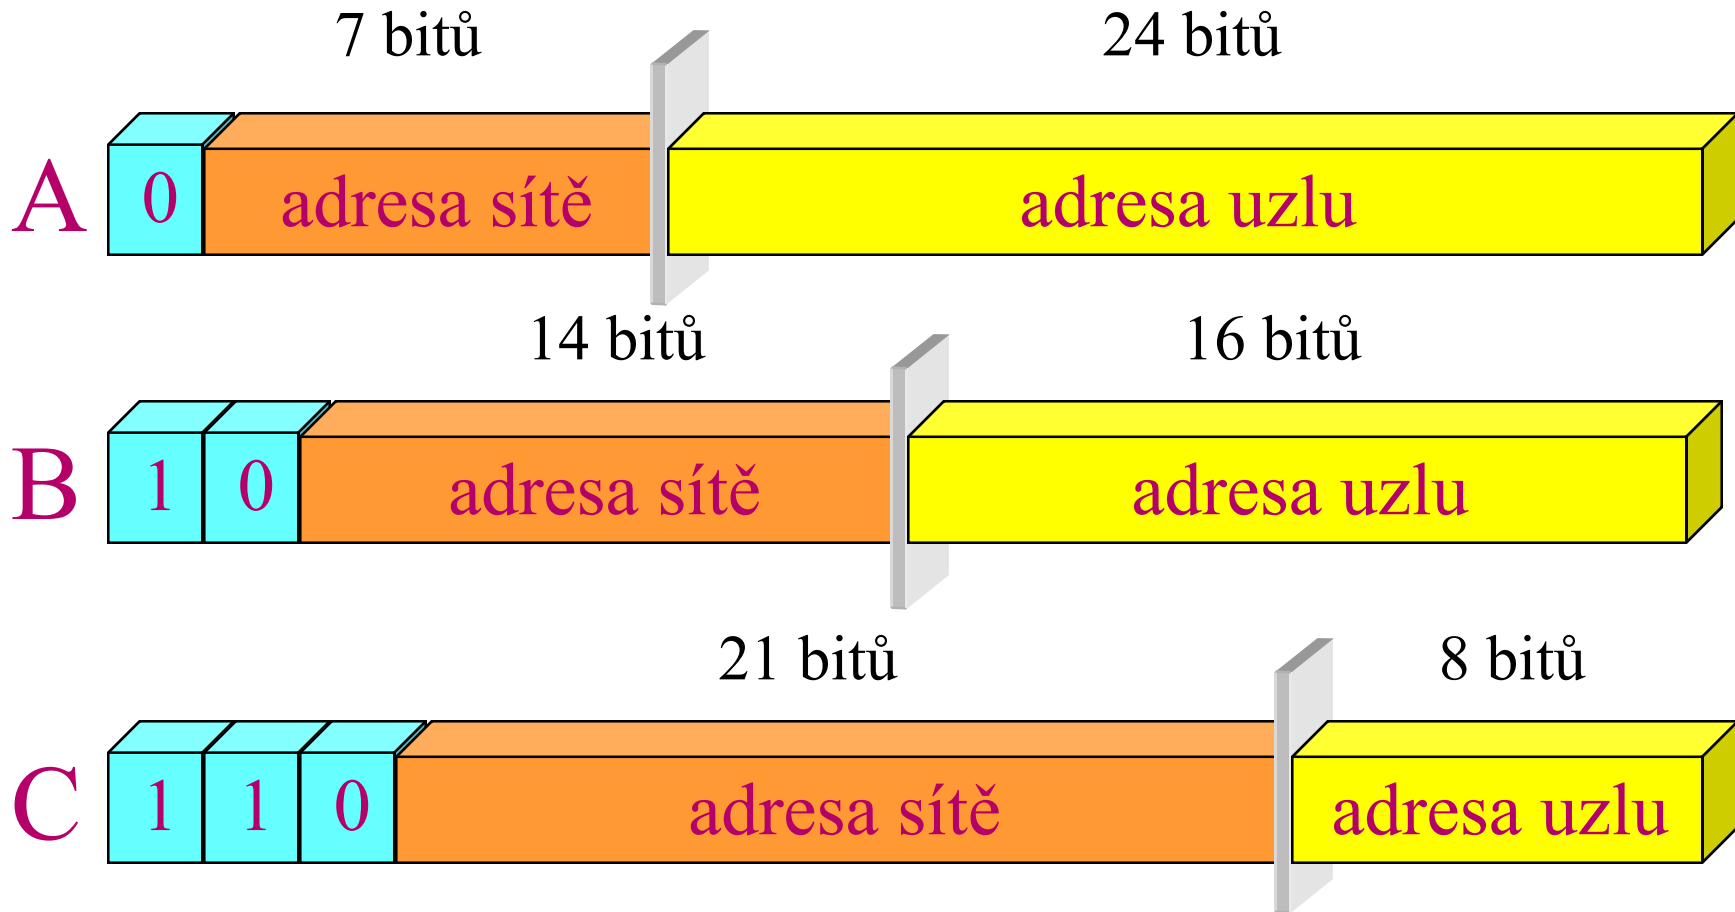 7 bitů 24 bitů
A 0 adresa sítě adresa uzlu
14 bitů 16 bitů
B 1 0 adresa sítě adresa uzlu
21 bitů 8 bitů
C 1 1 0 adresa sítě adresa uzlu